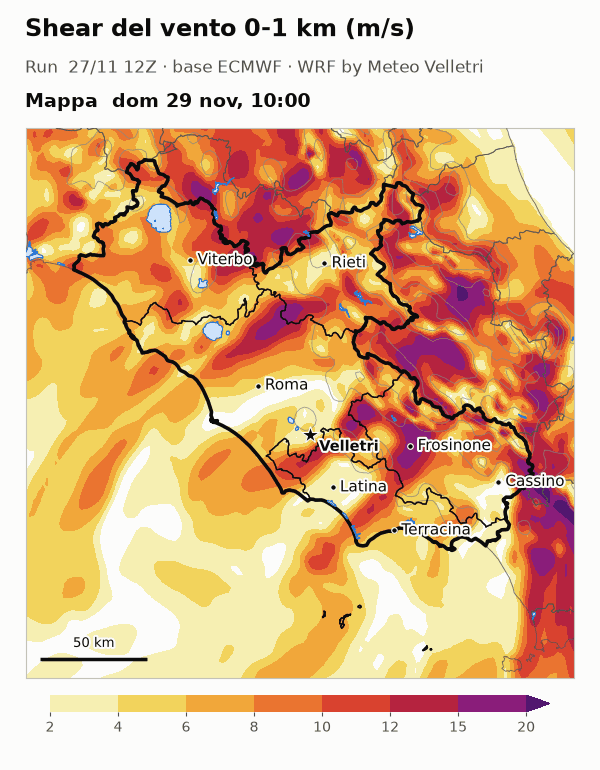 Shear del vento 0-1 km (m/s)
Run  27/11 12Z · base ECMWF · WRF by Meteo Velletri
Mappa  dom 29 nov, 10:00
Viterbo
Rieti
Roma
Velletri
Frosinone
Cassino
Latina
Terracina
50 km
2 4 6 8 10 12 15 20